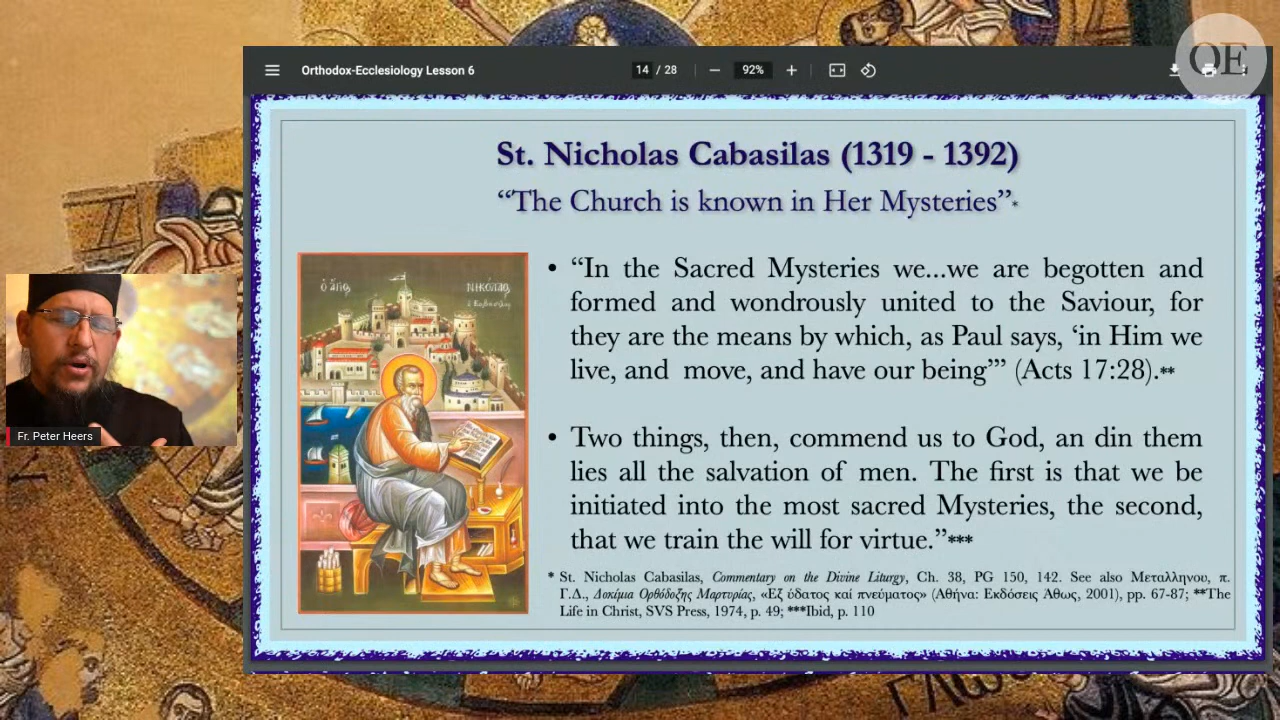 OE
Orthodox-Ecclesiology Lesson 6
14 / 28
92%
St. Nicholas Cabasilas (1319 - 1392)
“The Church is known in Her Mysteries”*
ὁ ἅγιος
ΝΙΚΟΛΑΟΣ
• “In the Sacred Mysteries we...we are begotten and
formed and wondrously united to the Saviour, for
they are the means by which, as Paul says, ‘in Him we
live, and move, and have our being’” (Acts 17:28).**
• Two things, then, commend us to God, an din them
lies all the salvation of men. The first is that we be
initiated into the most sacred Mysteries, the second,
that we train the will for virtue.”***
* St. Nicholas Cabasilas, Commentary on the Divine Liturgy, Ch. 38, PG 150, 142. See also Μεταλληνου, π.
Γ.Δ., Δοκίμια Ορθόδοξης Μαρτυρίας, «Εξ ύδατος καί πνεύματος» (Αθήνα: Εκδόσεις Άθως, 2001), pp. 67-87; **The
Life in Christ, SVS Press, 1974, p. 49; ***Ibid, p. 110
Fr. Peter Heers